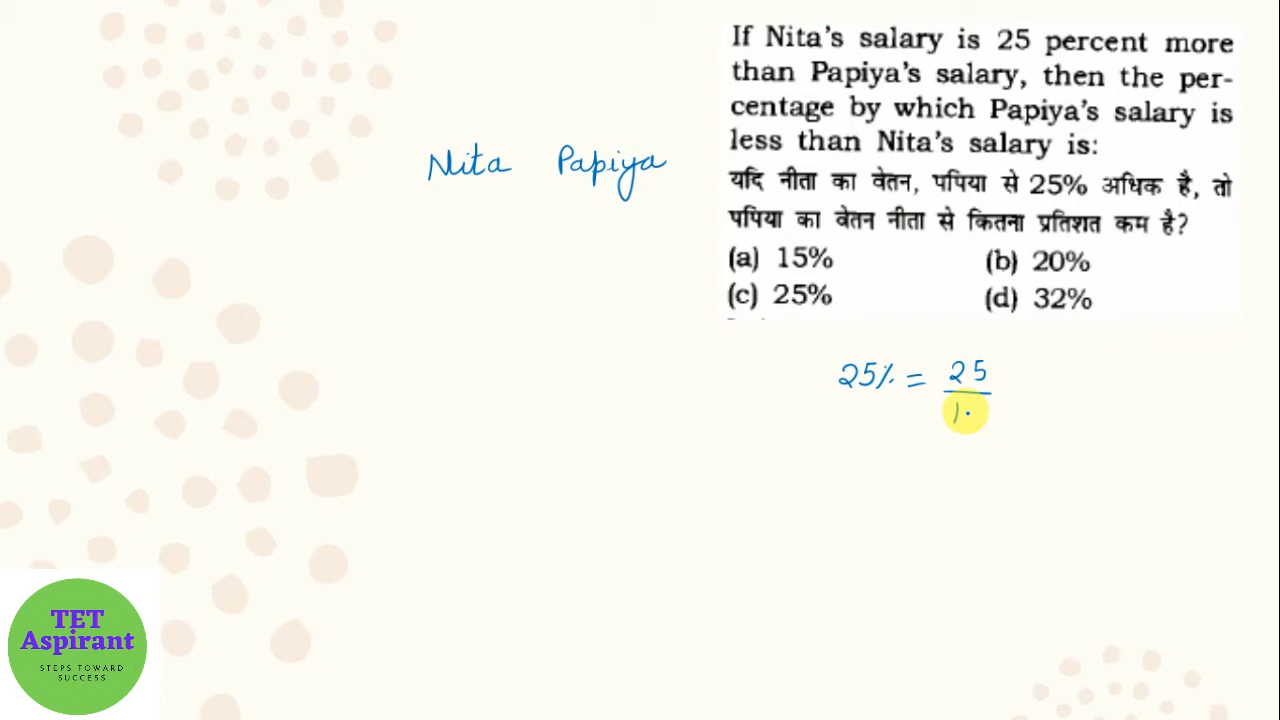 If Nita's salary is 25 percent more
than Papiya's salary, then the per-
centage by which Papiya's salary is
less than Nita's salary is:
यदि नीता का वेतन, पपिया से 25% अधिक है, तो
पपिया का वेतन नीता से कितना प्रतिशत कम है?
(a) 15% (b) 20%
(c) 25% (d) 32%
Nita Papiya
25% = 25
1
TET
Aspirant
STEPS TOWARD
SUCCESS